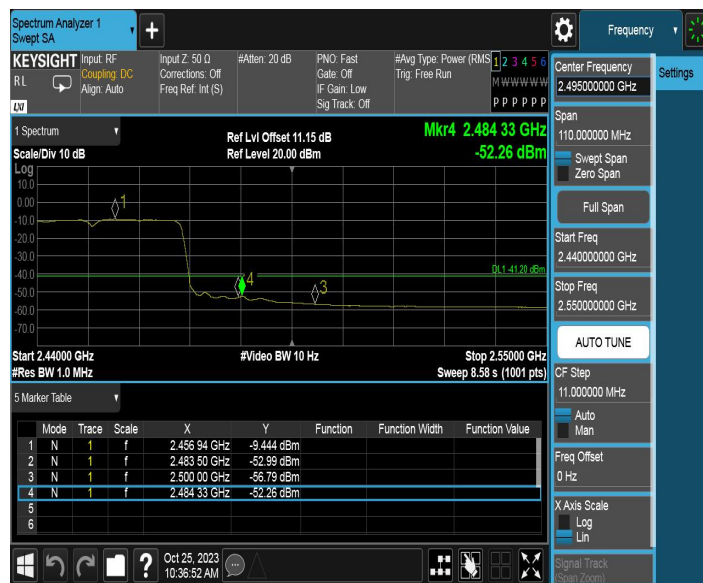 Spectrum Analyzer 1
Swept SA
+
Frequency
KEYSIGHT
RL
LXI
Input: RF
Coupling: DC
Align: Auto
Input Z: 50 Ω
Corrections: Off
Freq Ref: Int (S)
#Atten: 20 dB
PNO: Fast
Gate: Off
IF Gain: Low
Sig Track: Off
#Avg Type: Power (RMS
Trig: Free Run
1 2 3 4 5 6
M W W W W W
P P P P P P
1 Spectrum
Scale/Div 10 dB
Ref Lvl Offset 11.15 dB
Ref Level 20.00 dBm
Mkr4 2.484 33 GHz
-52.26 dBm
Log
10.0
0.00
-10.0
-20.0
-30.0
-40.0
-50.0
-60.0
-70.0
1
4
3
DL1 -41.20 dBm
Start 2.44000 GHz
#Video BW 10 Hz
Stop 2.55000 GHz
#Res BW 1.0 MHz
Sweep 8.58 s (1001 pts)
5 Marker Table
Mode Trace Scale X Y Function Function Width Function Value
1 N 1 f 2.456 94 GHz -9.444 dBm
2 N 1 f 2.483 50 GHz -52.99 dBm
3 N 1 f 2.500 00 GHz -56.79 dBm
4 N 1 f 2.484 33 GHz -52.26 dBm
5
6
Oct 25, 2023
10:36:52 AM
Center Frequency
2.495000000 GHz
Settings
Span
110.000000 MHz
Swept Span
Zero Span
Full Span
Start Freq
2.440000000 GHz
Stop Freq
2.550000000 GHz
AUTO TUNE
CF Step
11.000000 MHz
Auto
Man
Freq Offset
0 Hz
X Axis Scale
Log
Lin
Signal Track
(Span Zoom)